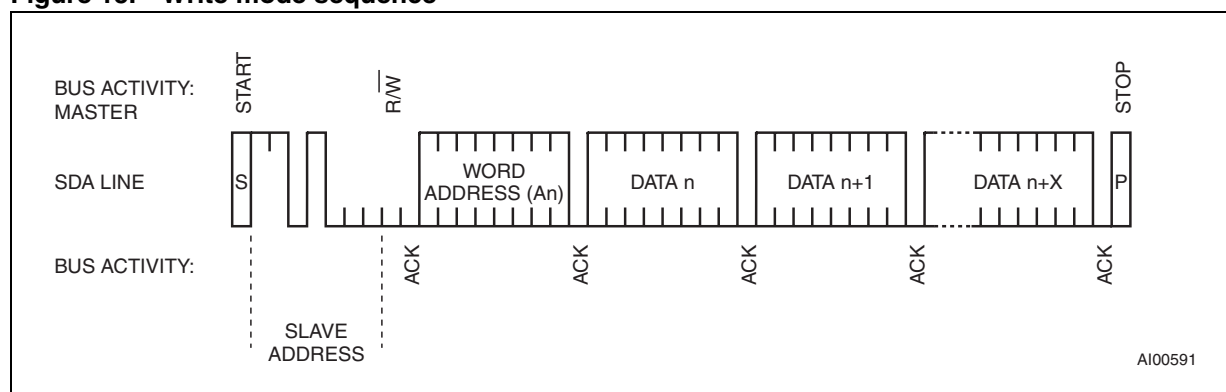 Figure 13. Write mode sequence
BUS ACTIVITY:
MASTER
START
R/W
STOP
SDA LINE
S
WORD
ADDRESS (An)
DATA n
DATA n+1
DATA n+X
P
BUS ACTIVITY:
ACK
ACK
ACK
ACK
ACK
SLAVE
ADDRESS
AI00591